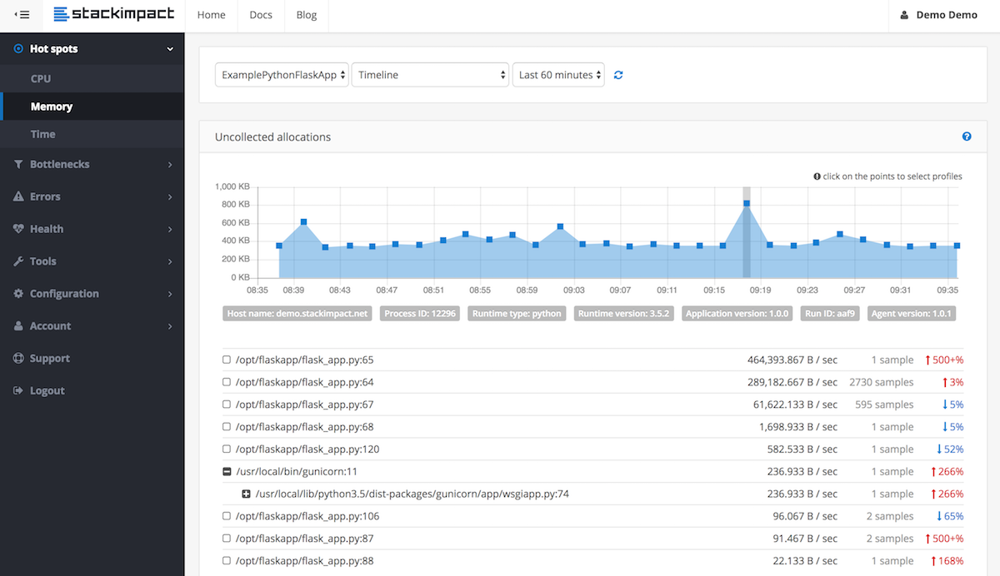 stackimpact Home Docs Blog Demo Demo
Hot spots
CPU
Memory
Time
Bottlenecks
Errors
Health
Tools
Configuration
Account
Support
Logout
ExamplePythonFlaskApp Timeline Last 60 minutes
Uncollected allocations
click on the points to select profiles
1,000 KB
800 KB
600 KB
400 KB
200 KB
0 KB
08:35 08:39 08:43 08:47 08:51 08:55 08:59 09:03 09:07 09:11 09:15 09:19 09:23 09:27 09:31 09:35
Host name: demo.stackimpact.net Process ID: 12296 Runtime type: python Runtime version: 3.5.2 Application version: 1.0.0 Run ID: aaf9 Agent version: 1.0.1
/opt/flaskapp/flask_app.py:65 464,393.867 B / sec 1 sample 500+%
/opt/flaskapp/flask_app.py:64 289,182.667 B / sec 2730 samples 3%
/opt/flaskapp/flask_app.py:67 61,622.133 B / sec 595 samples 5%
/opt/flaskapp/flask_app.py:68 1,698.933 B / sec 1 sample 5%
/opt/flaskapp/flask_app.py:120 582.533 B / sec 1 sample 52%
/usr/local/bin/gunicorn:11 236.933 B / sec 1 sample 266%
/usr/local/lib/python3.5/dist-packages/gunicorn/app/wsgiapp.py:74 236.933 B / sec 1 sample 266%
/opt/flaskapp/flask_app.py:106 96.067 B / sec 2 samples 65%
/opt/flaskapp/flask_app.py:87 91.467 B / sec 2 samples 500+%
/opt/flaskapp/flask_app.py:88 22.133 B / sec 1 sample 168%